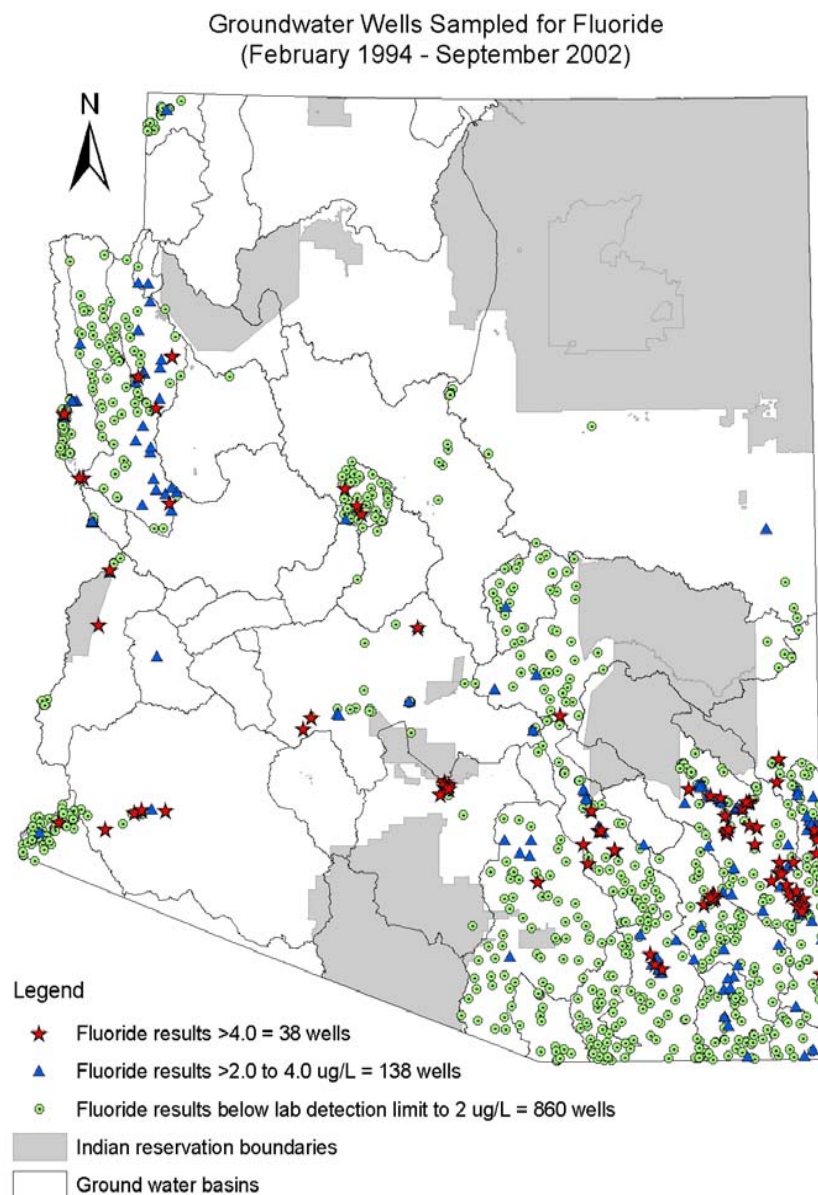 Groundwater Wells Sampled for Fluoride
(February 1994 - September 2002)
N
Legend
Fluoride results >4.0 = 38 wells
Fluoride results >2.0 to 4.0 ug/L = 138 wells
Fluoride results below lab detection limit to 2 ug/L = 860 wells
Indian reservation boundaries
Ground water basins